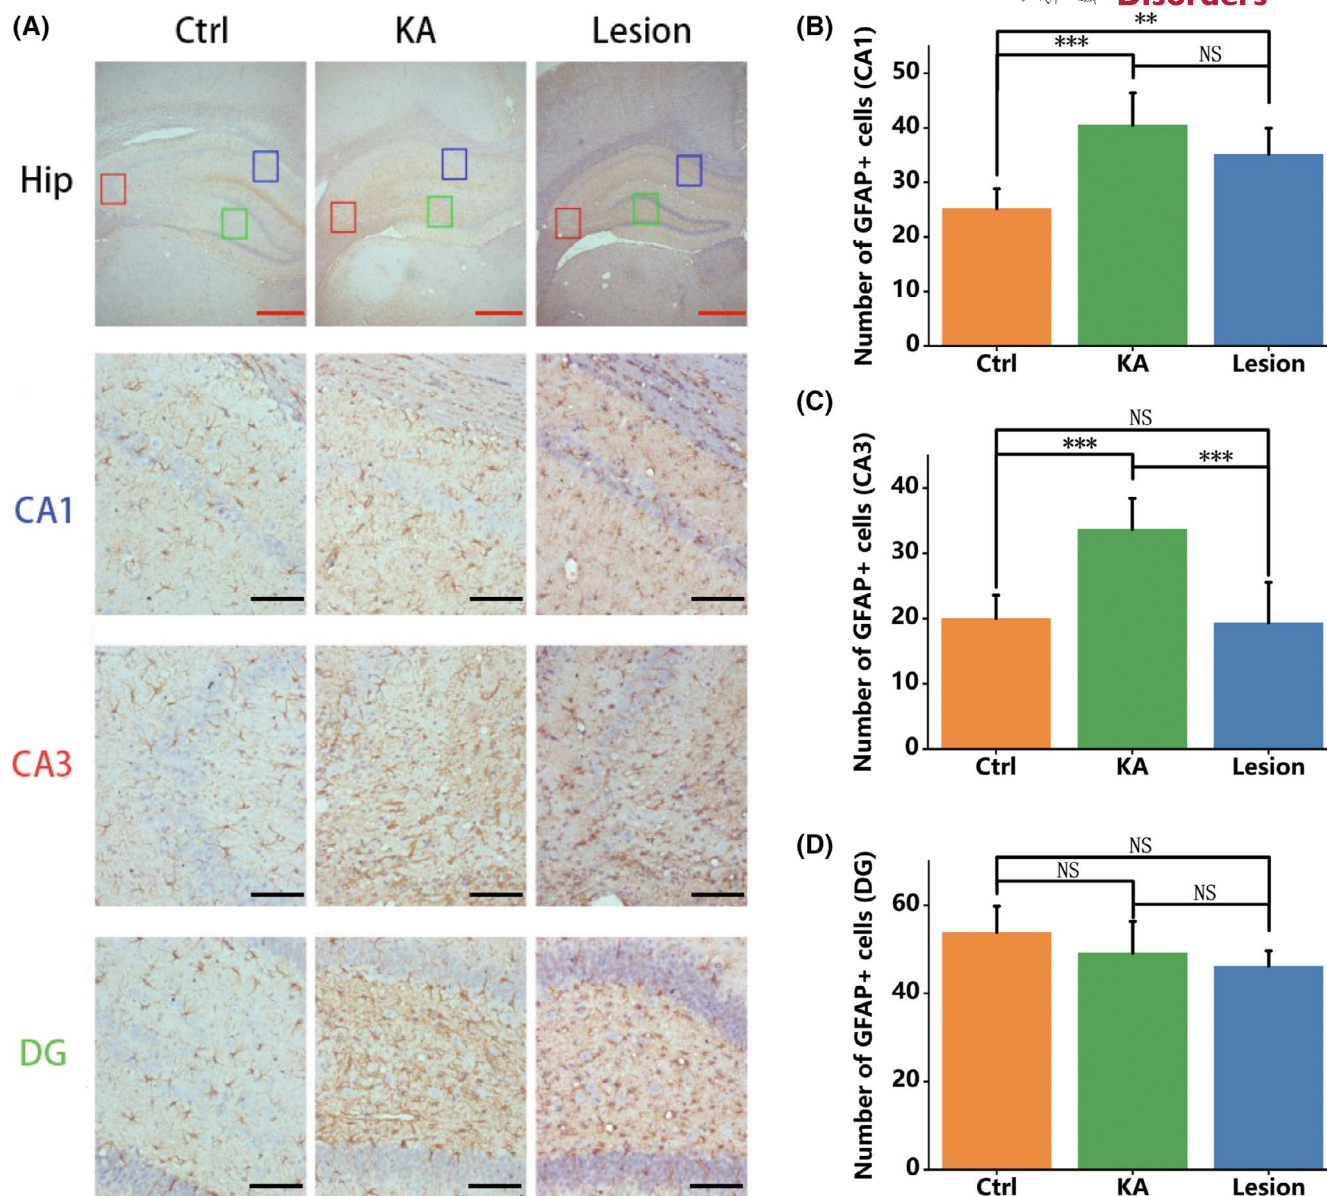 Disorders
(A) Ctrl KA Lesion
Hip
CA1
CA3
DG
(B)
**
*** NS
Number of GFAP+ cells (CA1)
50
40
30
20
10
0
Ctrl KA Lesion
(C)
NS
*** ***
Number of GFAP+ cells (CA3)
40
30
20
10
0
Ctrl KA Lesion
(D)
NS
NS NS
Number of GFAP+ cells (DG)
60
40
20
0
Ctrl KA Lesion